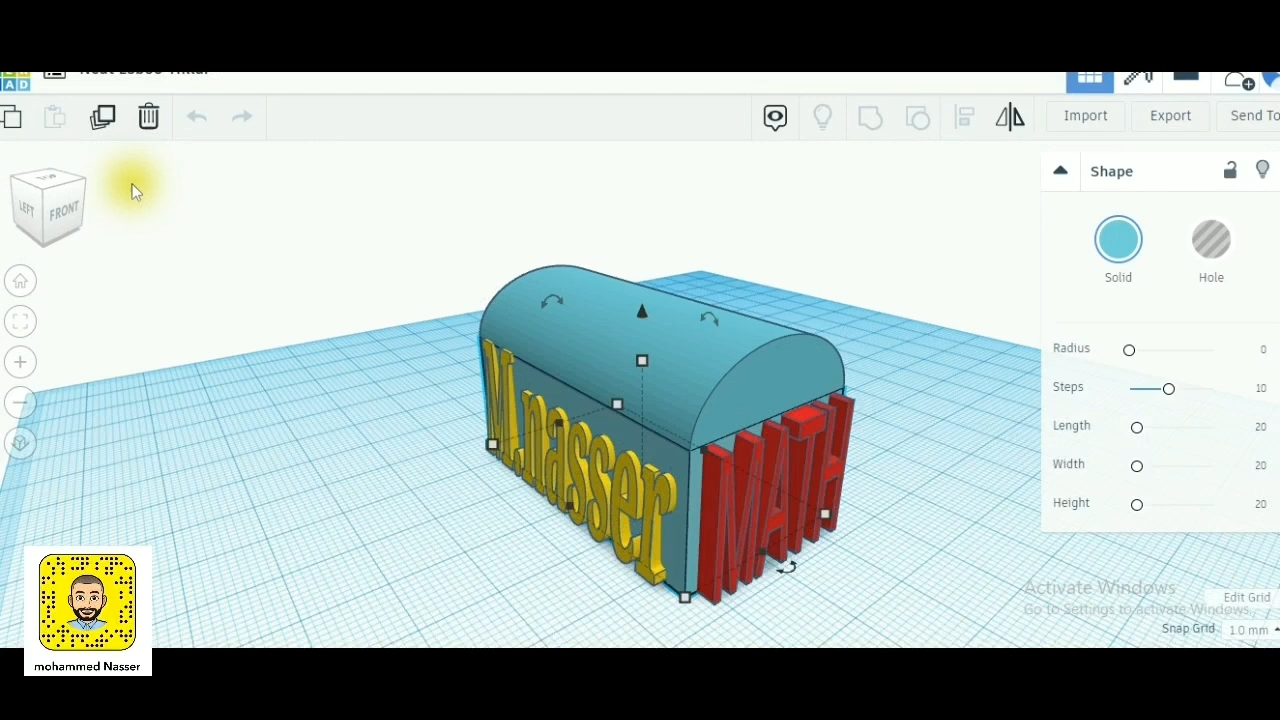 AD
Import
Export
Send To
LEFT
FRONT
Shape
Solid
Hole
Radius 0
Steps 10
Length 20
Width 20
Height 20
M.nasser
MATH
Activate Windows
Go to Settings to activate Windows.
Edit Grid
Snap Grid 1.0 mm
mohammed Nasser